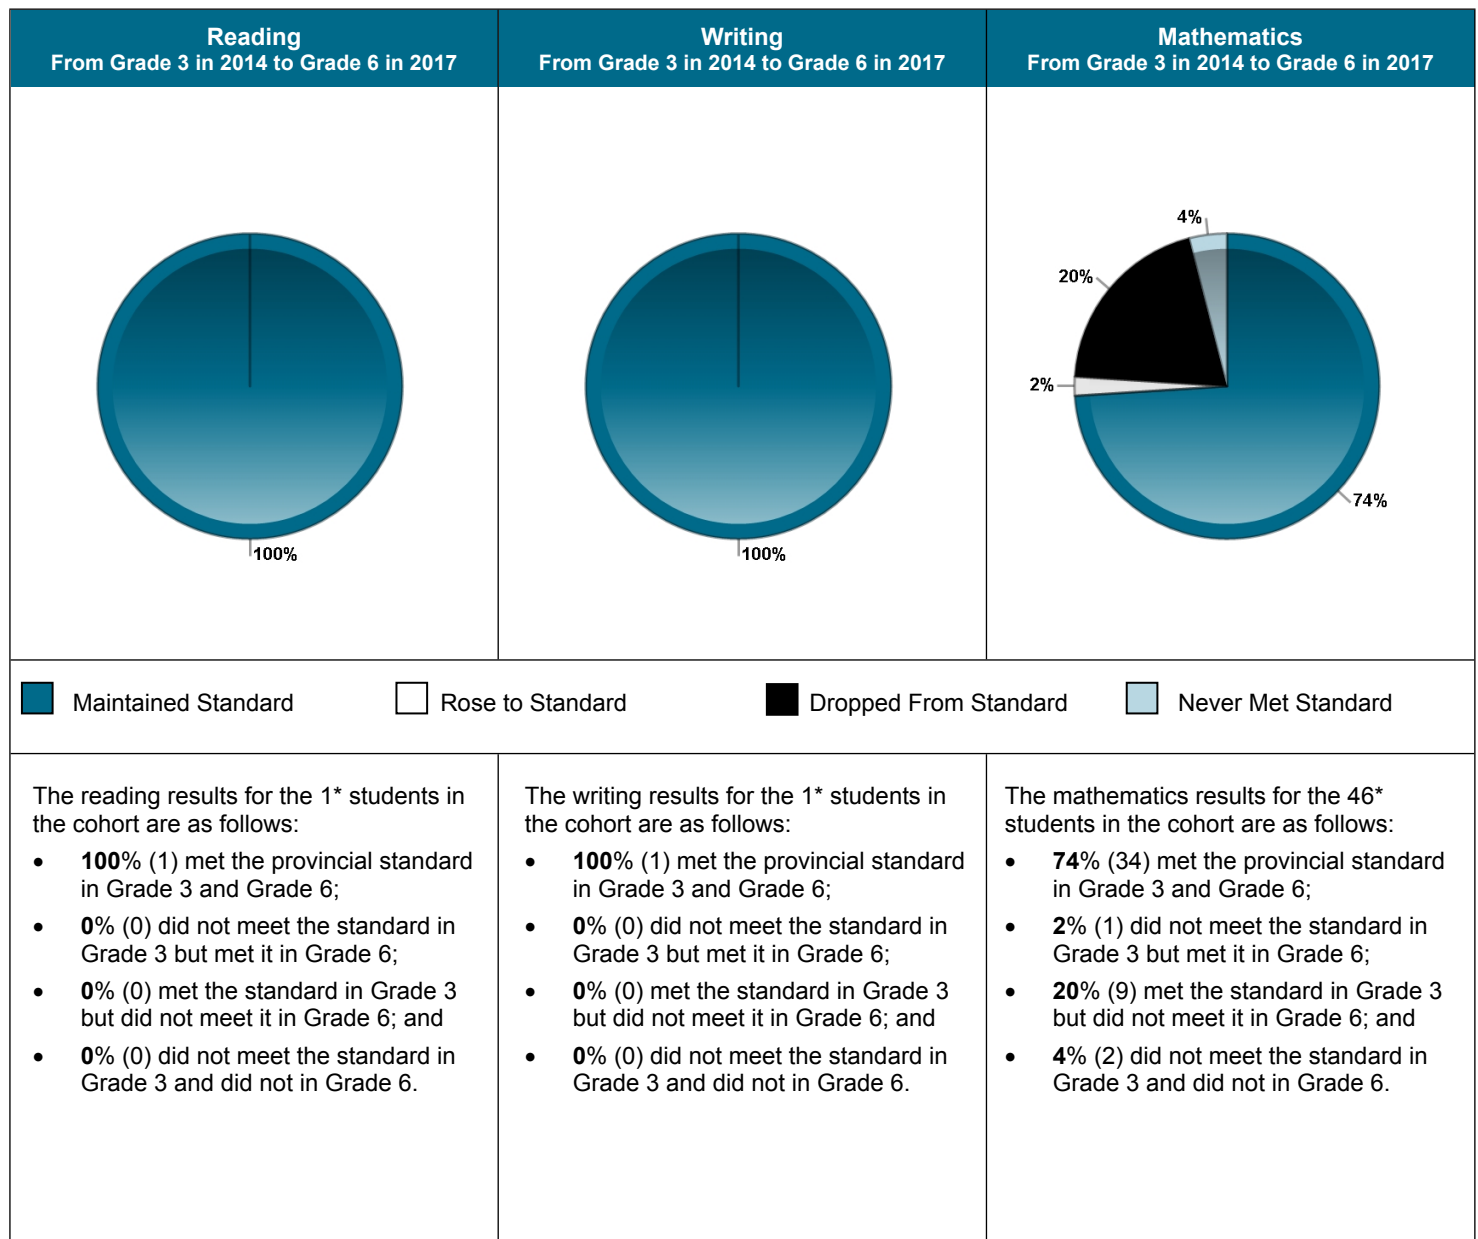 Reading
From Grade 3 in 2014 to Grade 6 in 2017
Writing
From Grade 3 in 2014 to Grade 6 in 2017
Mathematics
From Grade 3 in 2014 to Grade 6 in 2017
100%
100%
4%
20%
2%
74%
Maintained Standard
Rose to Standard
Dropped From Standard
Never Met Standard
The reading results for the 1* students in
the cohort are as follows:
• 100% (1) met the provincial standard
in Grade 3 and Grade 6;
• 0% (0) did not meet the standard in
Grade 3 but met it in Grade 6;
• 0% (0) met the standard in Grade 3
but did not meet it in Grade 6; and
• 0% (0) did not meet the standard in
Grade 3 and did not in Grade 6.
The writing results for the 1* students in
the cohort are as follows:
• 100% (1) met the provincial standard
in Grade 3 and Grade 6;
• 0% (0) did not meet the standard in
Grade 3 but met it in Grade 6;
• 0% (0) met the standard in Grade 3
but did not meet it in Grade 6; and
• 0% (0) did not meet the standard in
Grade 3 and did not in Grade 6.
The mathematics results for the 46*
students in the cohort are as follows:
• 74% (34) met the provincial standard
in Grade 3 and Grade 6;
• 2% (1) did not meet the standard in
Grade 3 but met it in Grade 6;
• 20% (9) met the standard in Grade 3
but did not meet it in Grade 6; and
• 4% (2) did not meet the standard in
Grade 3 and did not in Grade 6.